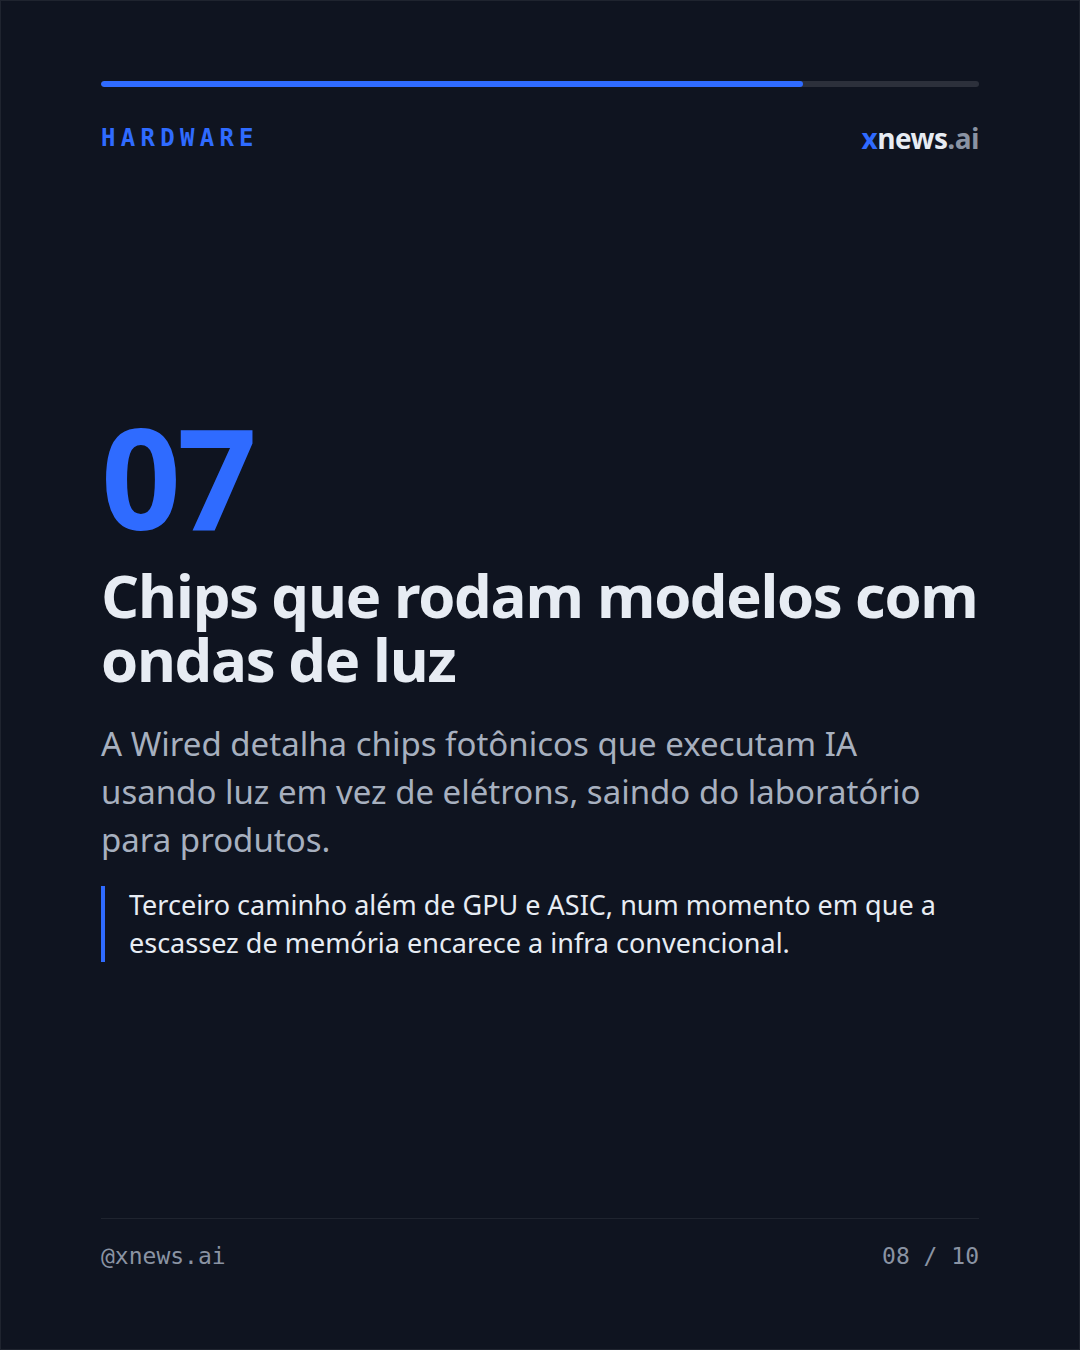 HARDWARE
xnews.ai
07
Chips que rodam modelos com
ondas de luz
A Wired detalha chips fotônicos que executam IA
usando luz em vez de elétrons, saindo do laboratório
para produtos.
Terceiro caminho além de GPU e ASIC, num momento em que a
escassez de memória encarece a infra convencional.
@xnews.ai
08 / 10